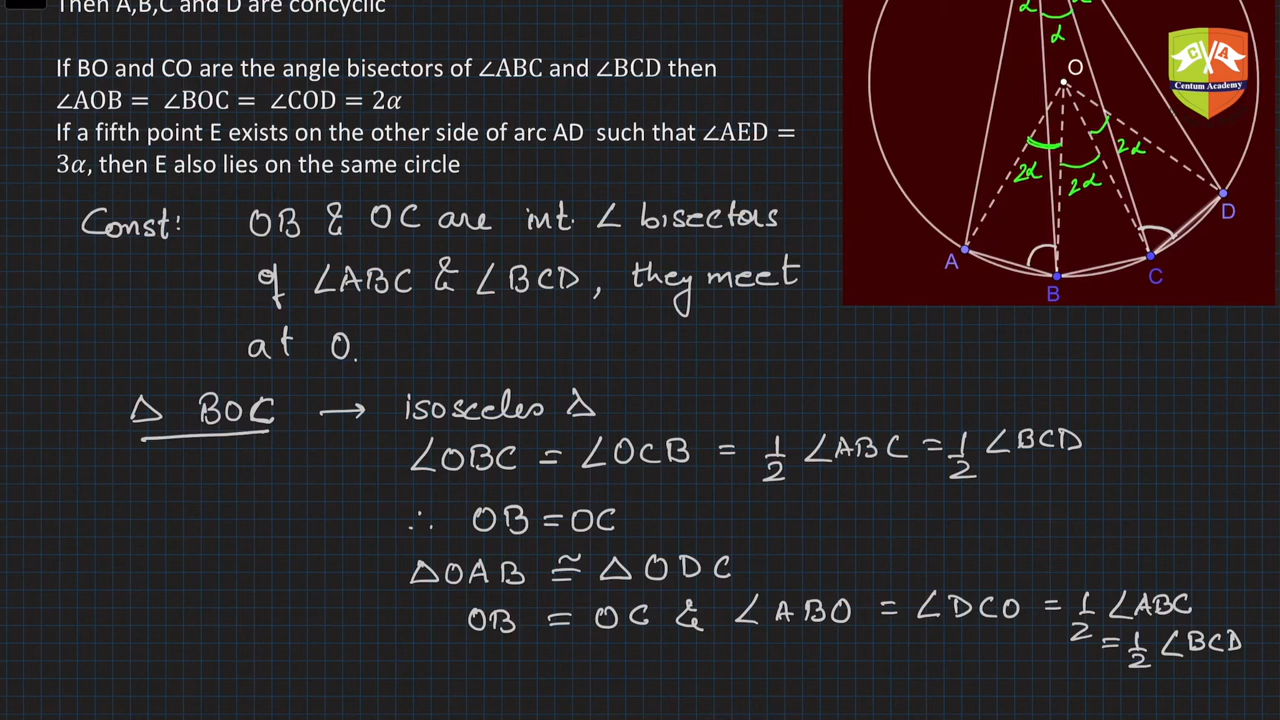 Then A,B,C and D are concyclic
If BO and CO are the angle bisectors of ∠ABC and ∠BCD then
∠AOB = ∠BOC = ∠COD = 2α
If a fifth point E exists on the other side of arc AD such that ∠AED =
3α, then E also lies on the same circle
Const: OB & OC are int. ∠ bisectors
of ∠ABC & ∠BCD, they meet
at O.
△ BOC → isosceles △
∠OBC = ∠OCB = 1/2 ∠ABC = 1/2 ∠BCD
∴ OB = OC
△OAB ≅ △ODC
OB = OC & ∠ABO = ∠DCO = 1/2 ∠ABC
= 1/2 ∠BCD
α α
α
O
2α 2α 2α
A B C D
C A
Centum Academy